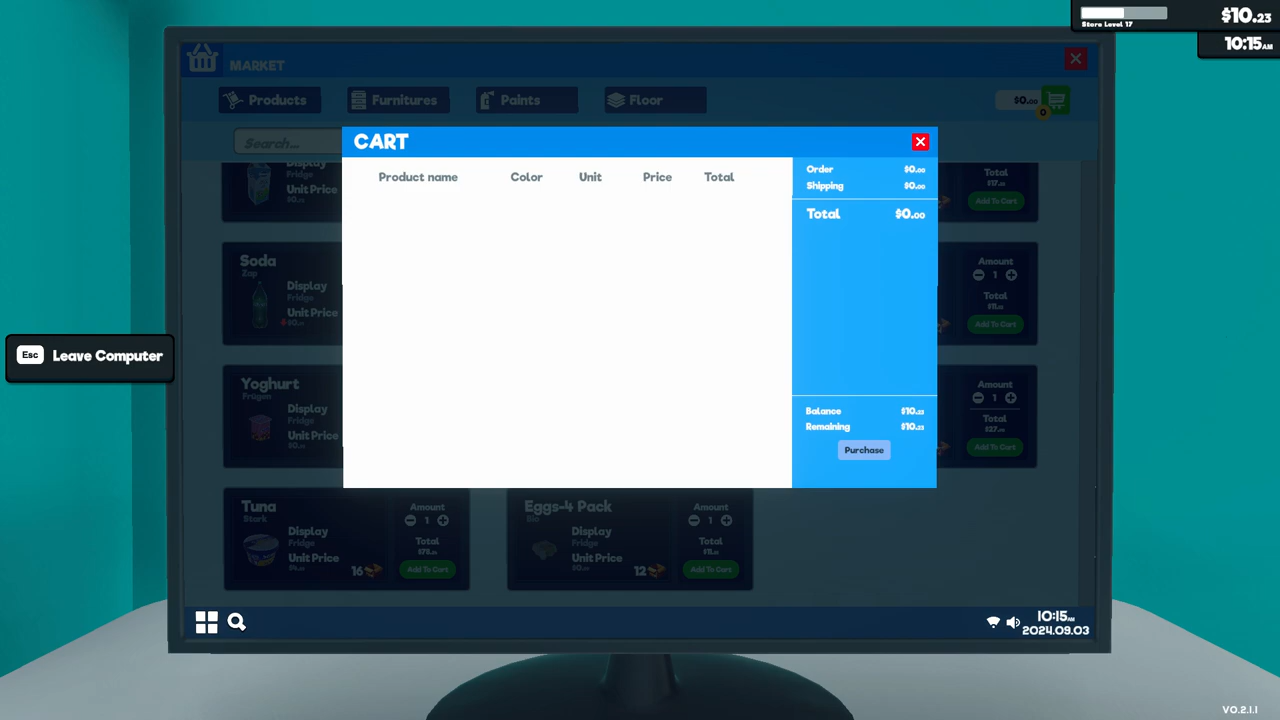 $10.23
Store Level 17
10:15AM
MARKET
Products
Furnitures
Paints
Floor
$0.00
0
Search...
CART
Product name
Color
Unit
Price
Total
Order
$0.00
Shipping
$0.00
Total
$0.00
Balance
$10.23
Remaining
$10.23
Purchase
Display
Fridge
Unit Price
Total
Add To Cart
Soda
Zap
Display
Fridge
Unit Price
Amount
1
Total
Add To Cart
Esc Leave Computer
Yoghurt
Display
Fridge
Unit Price
Amount
1
Total
Add To Cart
Tuna
Stark
Display
Fridge
Unit Price
16
Amount
1
Total
Add To Cart
Eggs-4 Pack
Bio
Display
Fridge
Unit Price
12
Amount
1
Total
Add To Cart
10:15AM
2024.09.03
V0.2.1.1